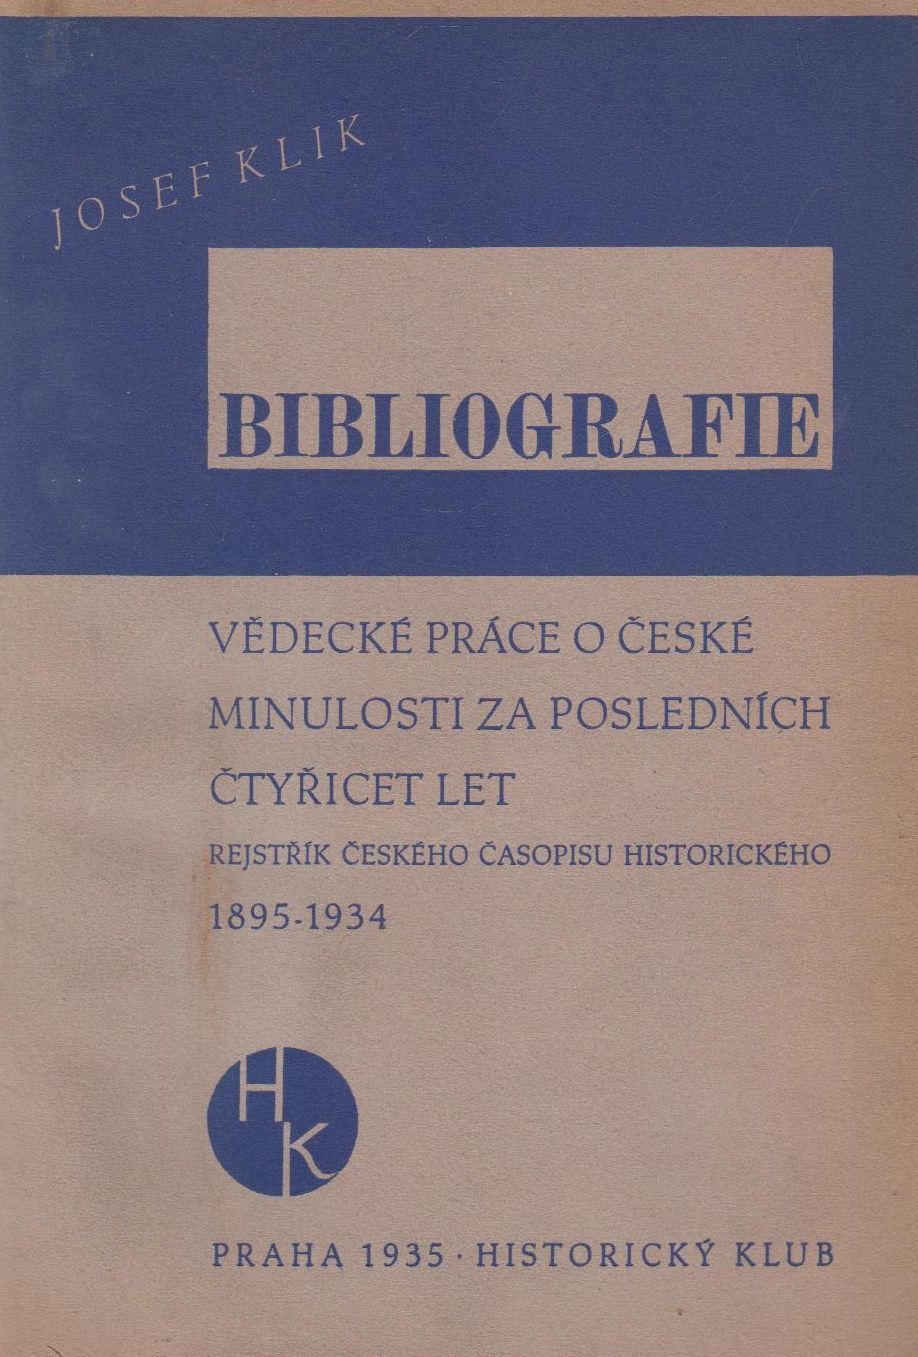 JOSEF KLIK
BIBLIOGRAFIE
VĚDECKÉ PRÁCE O ČESKÉ
MINULOSTI ZA POSLEDNÍCH
ČTYŘICET LET
REJSTŘÍK ČESKÉHO ČASOPISU HISTORICKÉHO
1895-1934
H
K
PRAHA 1935 · HISTORICKÝ KLUB